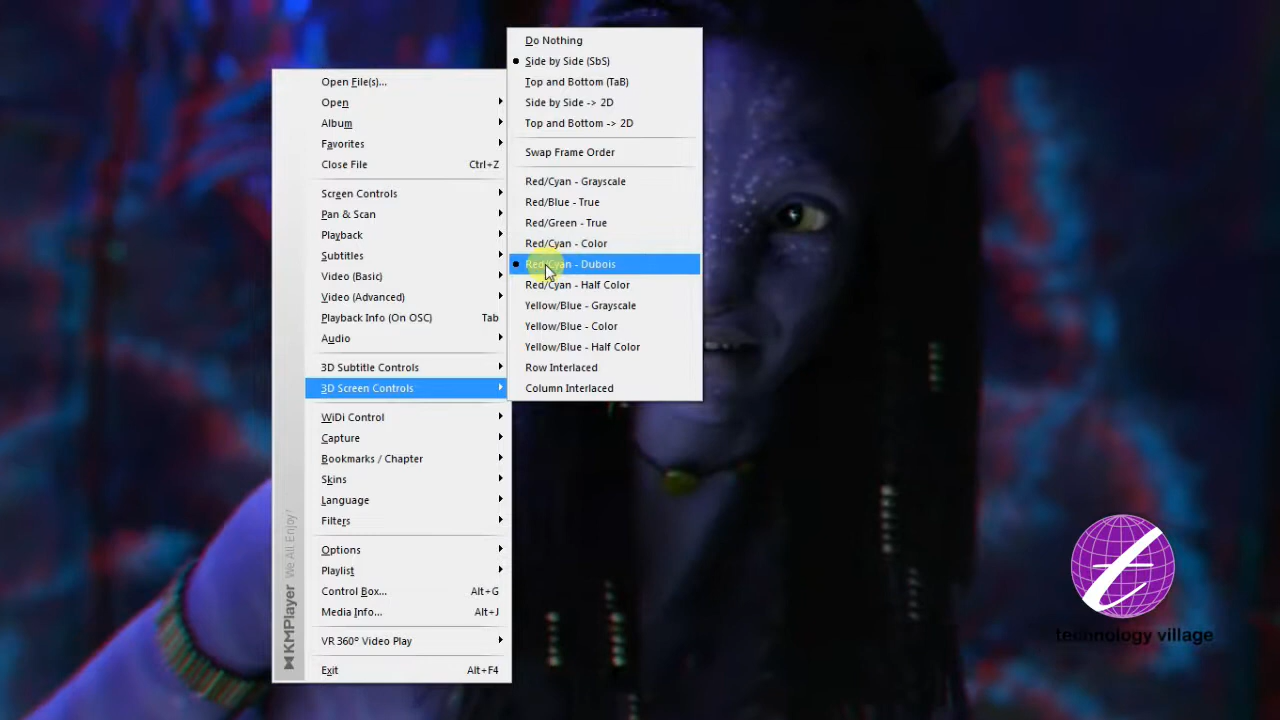 Do Nothing
Side by Side (SbS)
Top and Bottom (TaB)
Side by Side -> 2D
Top and Bottom -> 2D
Swap Frame Order
Red/Cyan - Grayscale
Red/Blue - True
Red/Green - True
Red/Cyan - Color
Red/Cyan - Dubois
Red/Cyan - Half Color
Yellow/Blue - Grayscale
Yellow/Blue - Color
Yellow/Blue - Half Color
Row Interlaced
Column Interlaced
Open File(s)...
Open
Album
Favorites
Close File Ctrl+Z
Screen Controls
Pan & Scan
Playback
Subtitles
Video (Basic)
Video (Advanced)
Playback Info (On OSC) Tab
Audio
3D Subtitle Controls
3D Screen Controls
WiDi Control
Capture
Bookmarks / Chapter
Skins
Language
Filters
Options
Playlist
Control Box... Alt+G
Media Info... Alt+J
VR 360º Video Play
Exit Alt+F4
KMPlayer We All Enjoy!
t
technology village